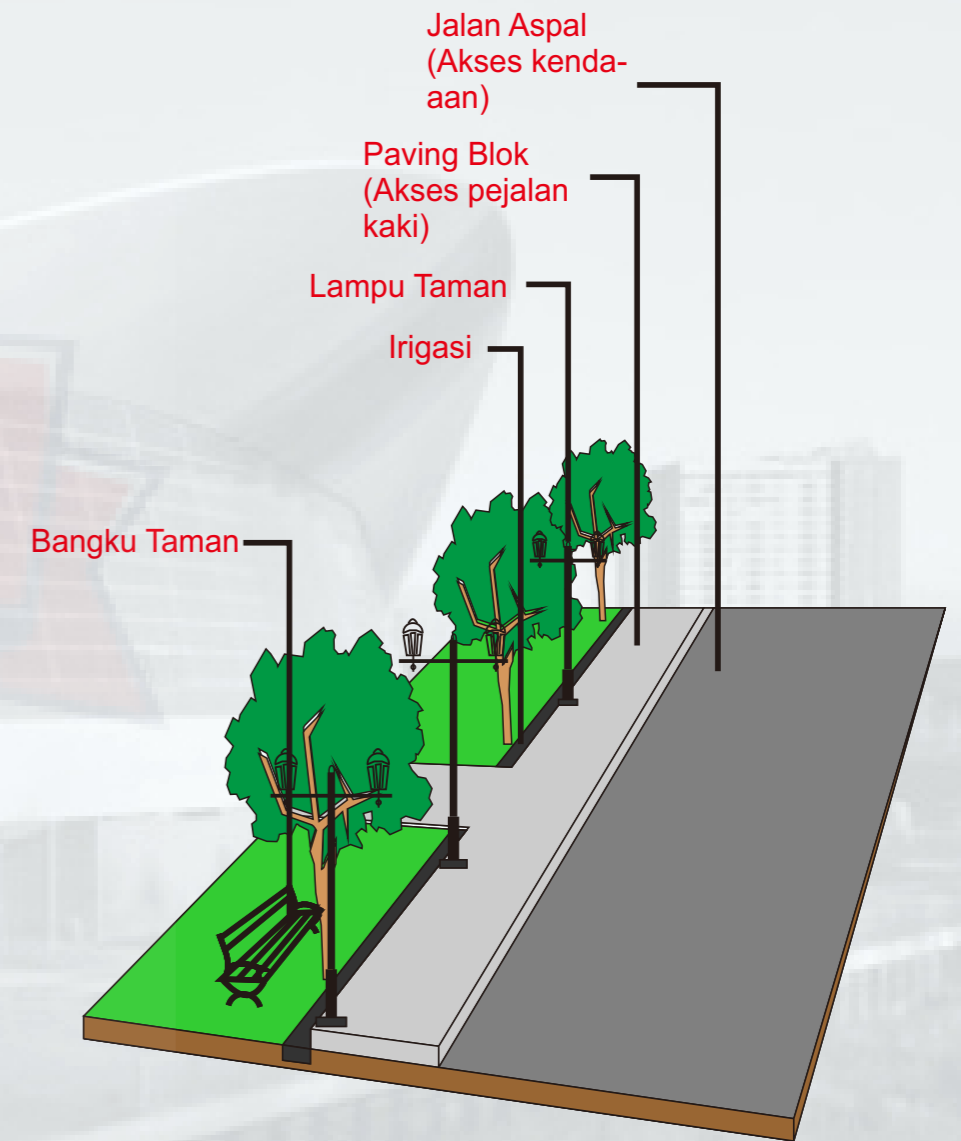 Jalan Aspal
(Akses kenda-
aan)
Paving Blok
(Akses pejalan
kaki)
Lampu Taman
Irigasi
Bangku Taman